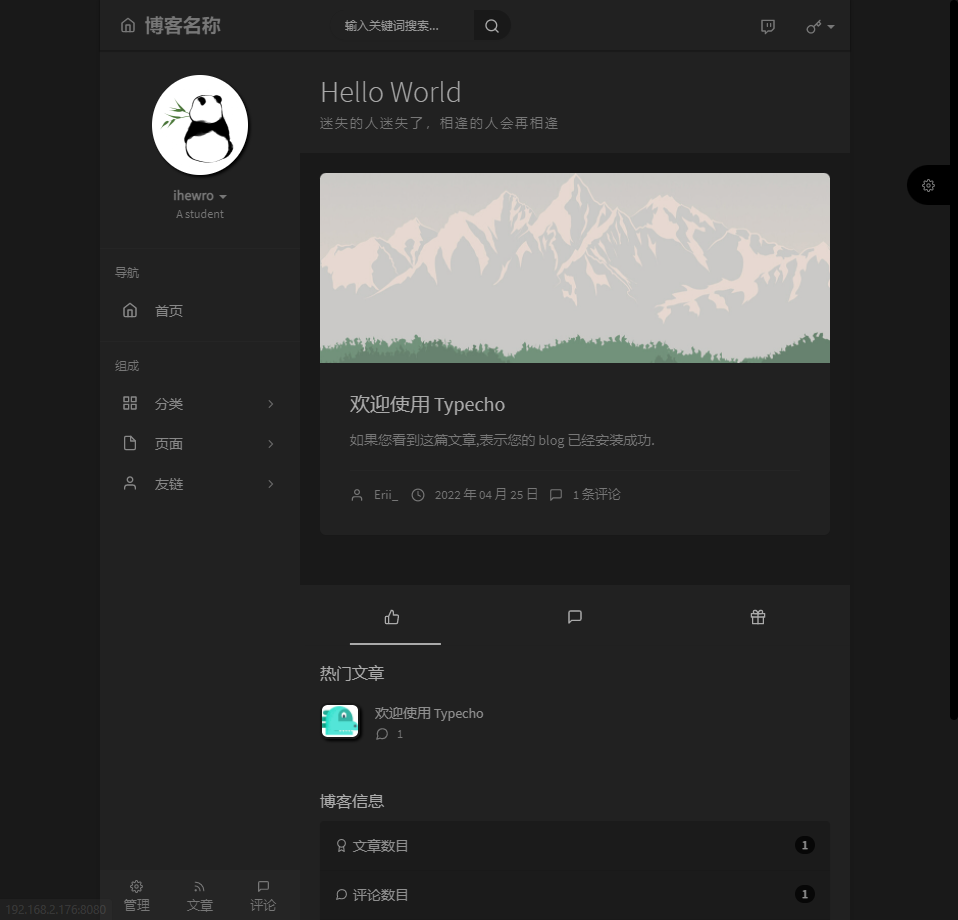 博客名称
输入关键词搜索...
ihewro
A student
导航
首页
组成
分类
页面
友链
管理
文章
评论
192.168.2.176:8080
Hello World
迷失的人迷失了，相逢的人会再相逢
欢迎使用 Typecho
如果您看到这篇文章,表示您的 blog 已经安装成功.
Erii_ 2022 年 04 月 25 日 1 条评论
热门文章
欢迎使用 Typecho
1
博客信息
文章数目 1
评论数目 1